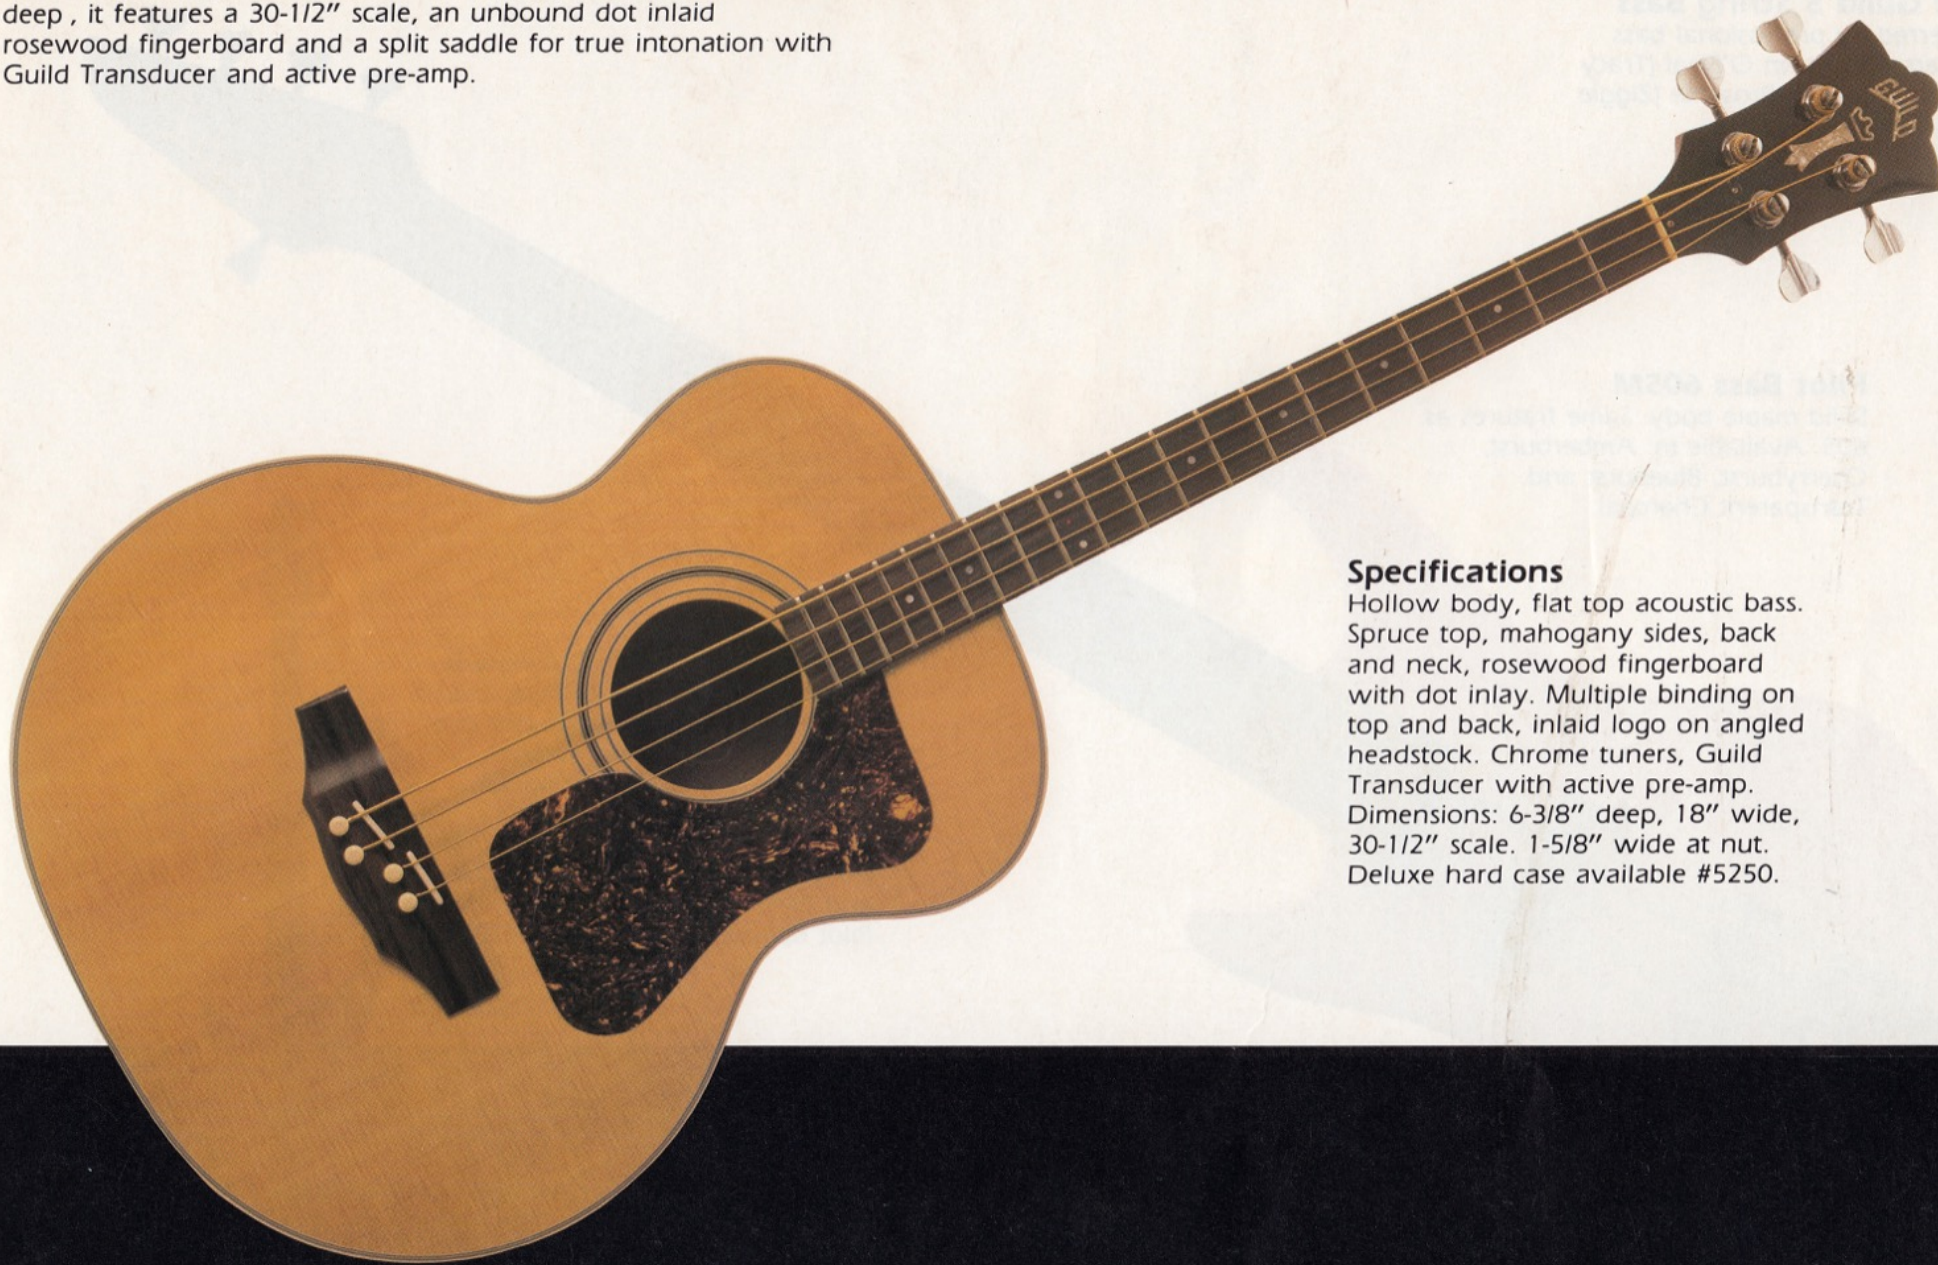 deep , it features a 30-1/2" scale, an unbound dot inlaid
rosewood fingerboard and a split saddle for true intonation with
Guild Transducer and active pre-amp.
GUILD
Specifications
Hollow body, flat top acoustic bass.
Spruce top, mahogany sides, back
and neck, rosewood fingerboard
with dot inlay. Multiple binding on
top and back, inlaid logo on angled
headstock. Chrome tuners, Guild
Transducer with active pre-amp.
Dimensions: 6-3/8" deep, 18" wide,
30-1/2" scale. 1-5/8" wide at nut.
Deluxe hard case available #5250.